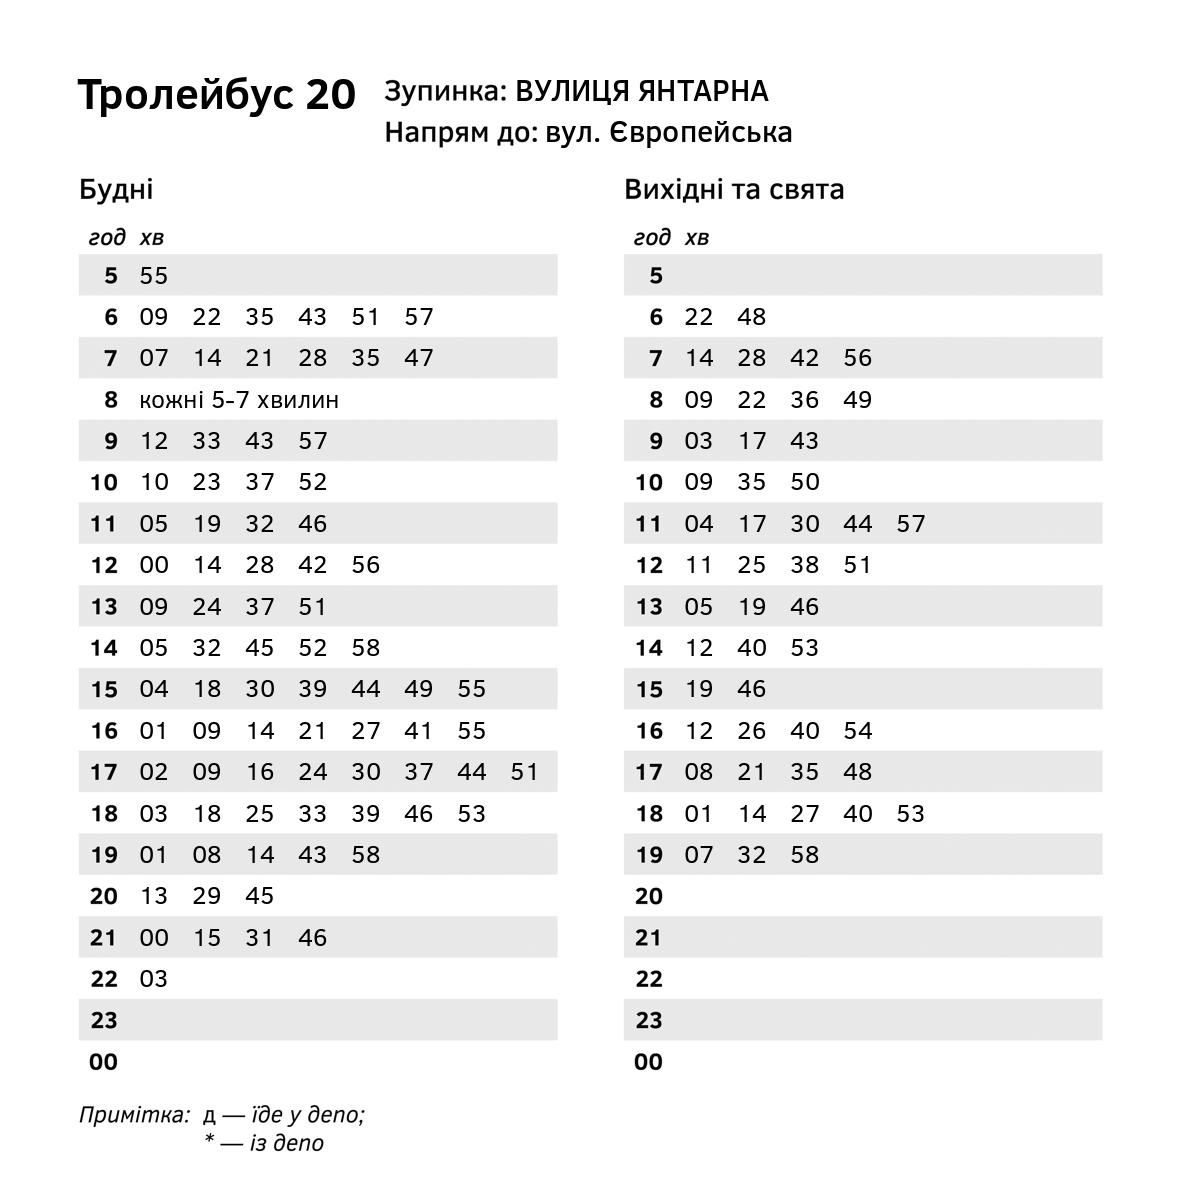 Тролейбус 20
Зупинка: ВУЛИЦЯ ЯНТАРНА
Напрям до: вул. Європейська
Будні
год хв
5 55
6 09 22 35 43 51 57
7 07 14 21 28 35 47
8 кожні 5-7 хвилин
9 12 33 43 57
10 10 23 37 52
11 05 19 32 46
12 00 14 28 42 56
13 09 24 37 51
14 05 32 45 52 58
15 04 18 30 39 44 49 55
16 01 09 14 21 27 41 55
17 02 09 16 24 30 37 44 51
18 03 18 25 33 39 46 53
19 01 08 14 43 58
20 13 29 45
21 00 15 31 46
22 03
23
00
Вихідні та свята
год хв
5
6 22 48
7 14 28 42 56
8 09 22 36 49
9 03 17 43
10 09 35 50
11 04 17 30 44 57
12 11 25 38 51
13 05 19 46
14 12 40 53
15 19 46
16 12 26 40 54
17 08 21 35 48
18 01 14 27 40 53
19 07 32 58
20
21
22
23
00
Примітка: д — їде у депо;
* — із депо